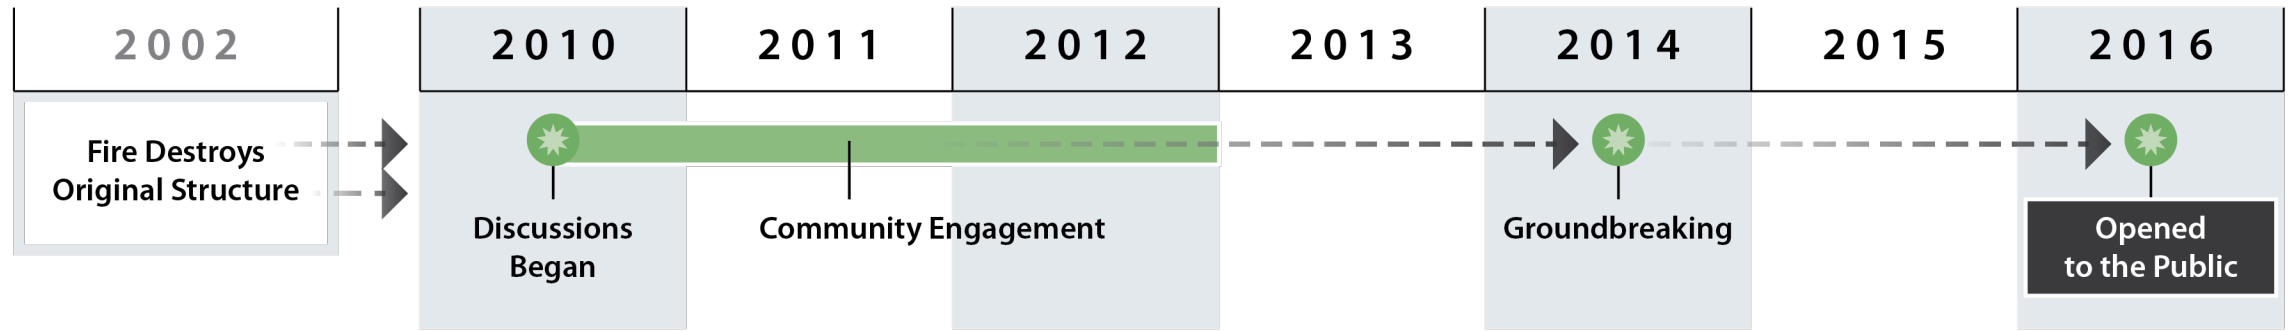 2002 2010 2011 2012 2013 2014 2015 2016
Fire Destroys
Original Structure
Discussions
Began
Community Engagement
Groundbreaking
Opened
to the Public